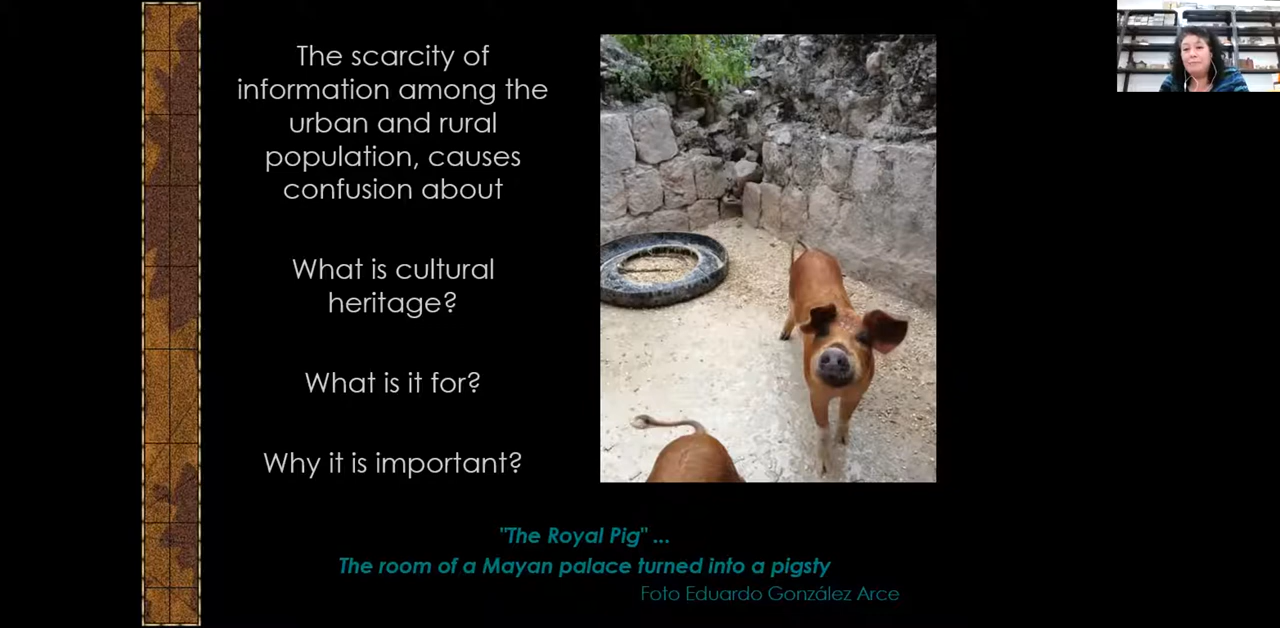 The scarcity of
information among the
urban and rural
population, causes
confusion about
What is cultural
heritage?
What is it for?
Why it is important?
"The Royal Pig" ...
The room of a Mayan palace turned into a pigsty
Foto Eduardo González Arce